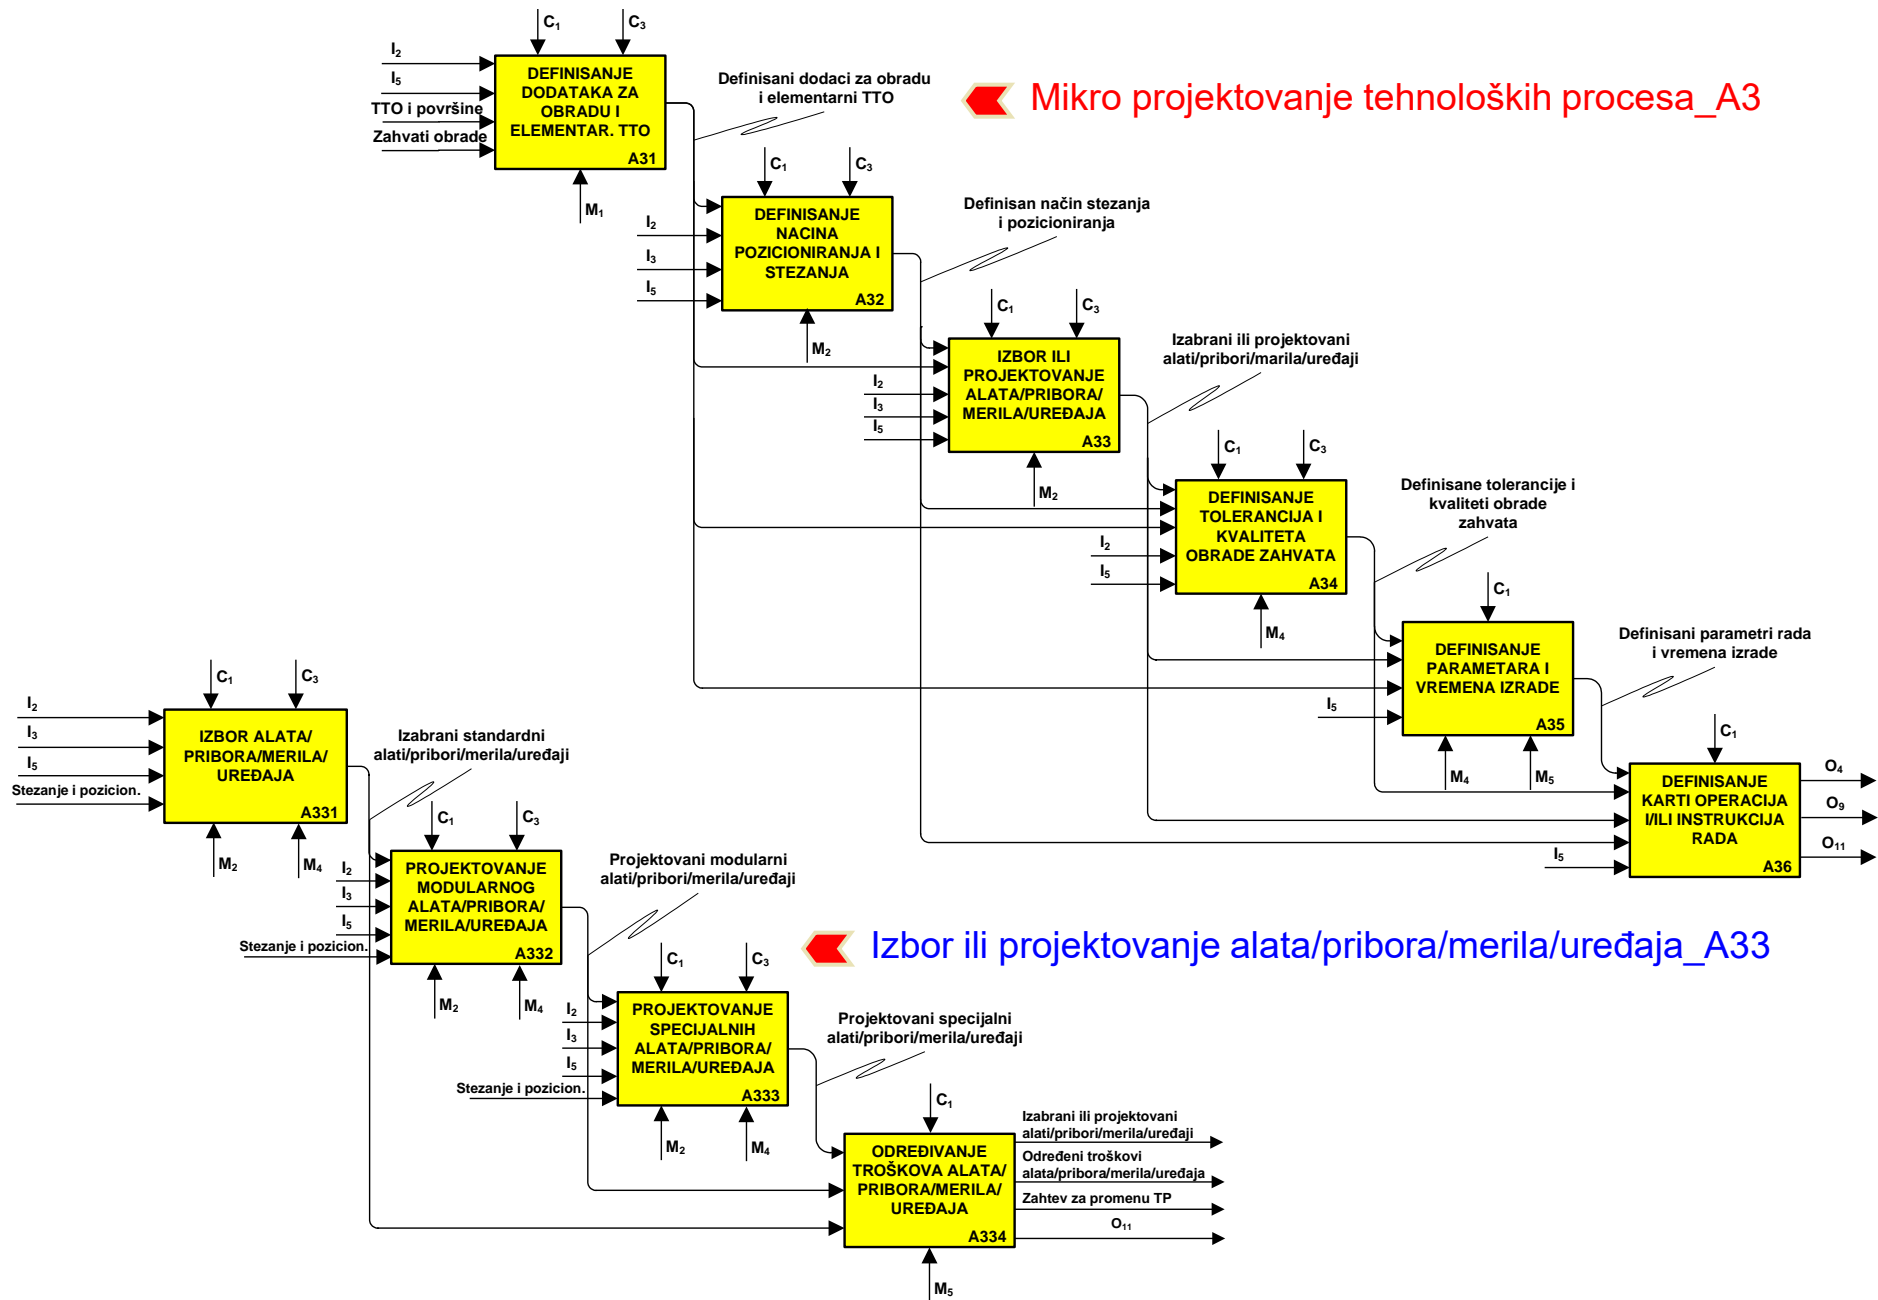 C₁
C₃
I₂
I₅
TTO i površine
Zahvati obrade
DEFINISANJE
DODATAKA ZA
OBRADU I
ELEMENTAR. TTO
A31
M₁
Definisani dodaci za obradu
i elementarni TTO
Mikro projektovanje tehnoloških procesa_A3
C₁
C₃
I₂
I₃
I₅
DEFINISANJE
NACINA
POZICIONIRANJA I
STEZANJA
A32
M₂
Definisan način stezanja
i pozicioniranja
C₁
C₃
I₂
I₃
I₅
IZBOR ILI
PROJEKTOVANJE
ALATA/PRIBORA/
MERILA/UREĐAJA
A33
M₂
Izabrani ili projektovani
alati/pribori/marila/uređaji
C₁
C₃
I₂
I₅
DEFINISANJE
TOLERANCIJA I
KVALITETA
OBRADE ZAHVATA
A34
M₄
Definisane tolerancije i
kvaliteti obrade
zahvata
C₁
I₅
DEFINISANJE
PARAMETARA I
VREMENA IZRADE
A35
M₄
M₅
Definisani parametri rada
i vremena izrade
C₁
I₅
DEFINISANJE
KARTI OPERACIJA
I/ILI INSTRUKCIJA
RADA
A36
O₄
O₉
O₁₁
C₁
C₃
I₂
I₃
I₅
Stezanje i pozicion.
IZBOR ALATA/
PRIBORA/MERILA/
UREĐAJA
A331
M₂
M₄
Izabrani standardni
alati/pribori/merila/uređaji
C₁
C₃
I₂
I₃
I₅
Stezanje i pozicion.
PROJEKTOVANJE
MODULARNOG
ALATA/PRIBORA/
MERILA/UREĐAJA
A332
M₂
M₄
Projektovani modularni
alati/pribori/merila/uređaji
Izbor ili projektovanje alata/pribora/merila/uređaja_A33
C₁
C₃
I₂
I₃
I₅
Stezanje i pozicion.
PROJEKTOVANJE
SPECIJALNIH
ALATA/PRIBORA/
MERILA/UREĐAJA
A333
M₂
M₄
Projektovani specijalni
alati/pribori/merila/uređaji
C₁
ODREĐIVANJE
TROŠKOVA ALATA/
PRIBORA/MERILA/
UREĐAJA
A334
M₅
Izabrani ili projektovani
alati/pribori/merila/uređaji
Određeni troškovi
alata/pribora/merila/uređaja
Zahtev za promenu TP
O₁₁